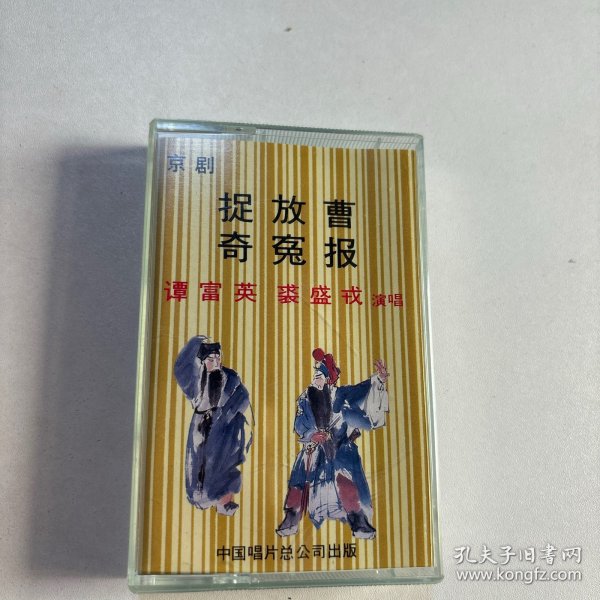 京剧
捉放曹
奇冤报
谭富英 裘盛戎 演唱
中国唱片总公司出版
孔夫子旧书网
www.kongfz.com